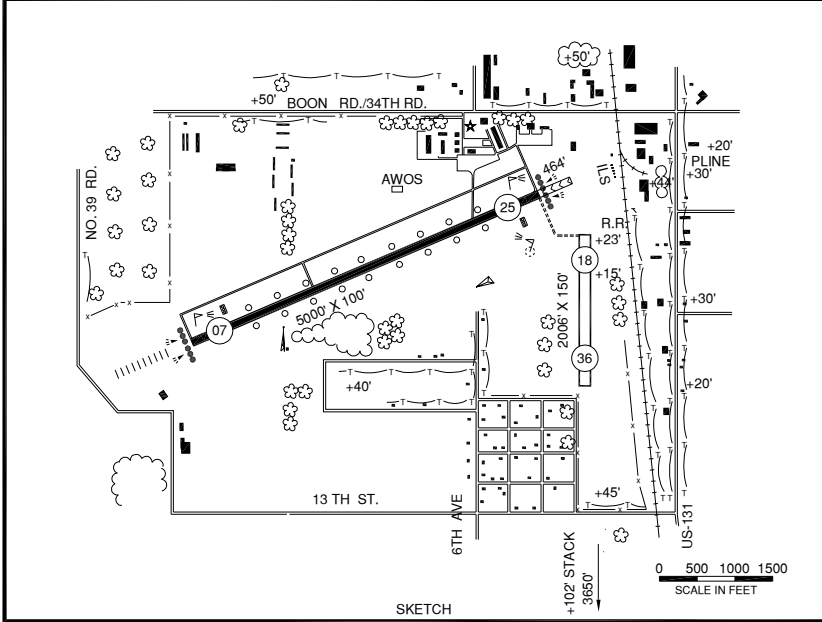 +50'
+50'
BOON RD./34TH RD.
+20'
PLINE
+30'
464'
ILS
+44'
AWOS
NO. 39 RD.
25
R.R.
+23'
18
+15'
+30'
5000' X 100'
2006' X 150'
07
36
+40'
+20'
13 TH ST.
+45'
6TH AVE
US-131
+102' STACK
3650'
0 500 1000 1500
SCALE IN FEET
SKETCH